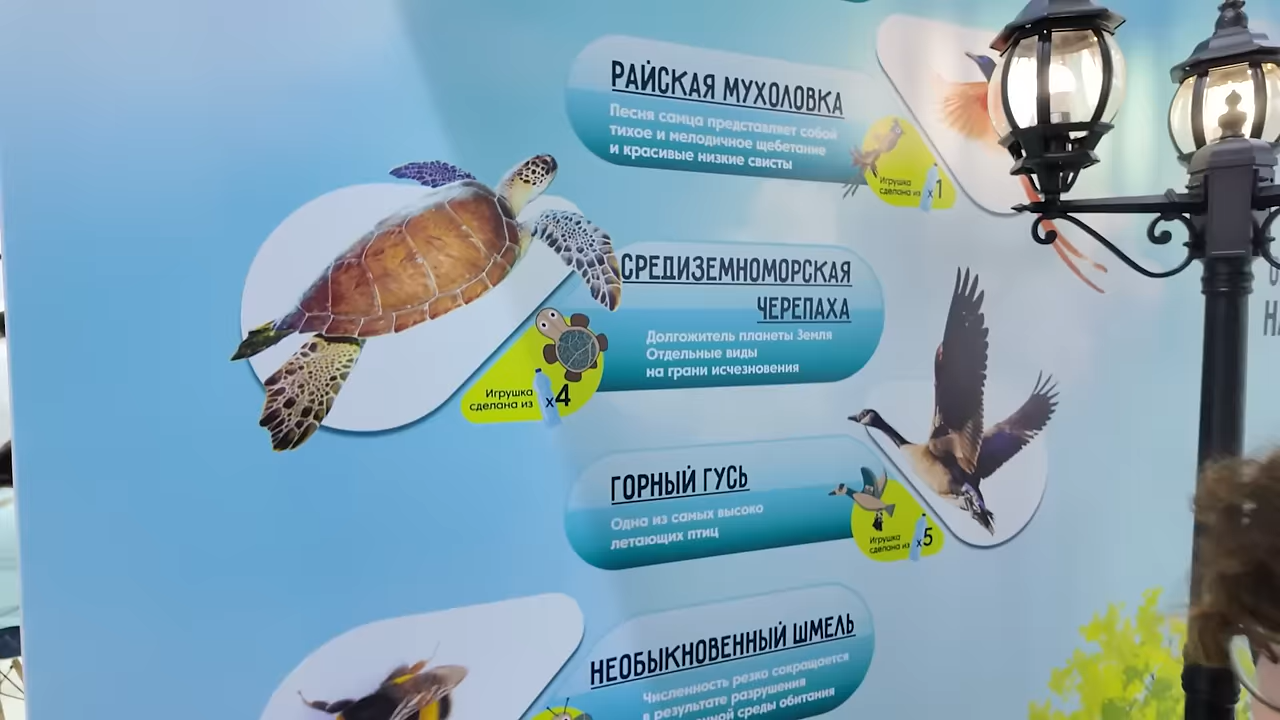 РАЙСКАЯ МУХОЛОВКА
Песня самца представляет собой
тихое и мелодичное щебетание
и красивые низкие свисты
Игрушка
сделана из x1
СРЕДИЗЕМНОМОРСКАЯ
ЧЕРЕПАХА
Долгожитель планеты Земля
Отдельные виды
на грани исчезновения
Игрушка
сделана из x4
ГОРНЫЙ ГУСЬ
Одна из самых высоко
летающих птиц
Игрушка
сделана из x5
НЕОБЫКНОВЕННЫЙ ШМЕЛЬ
Численность резко сокращается
в результате разрушения
среды обитания